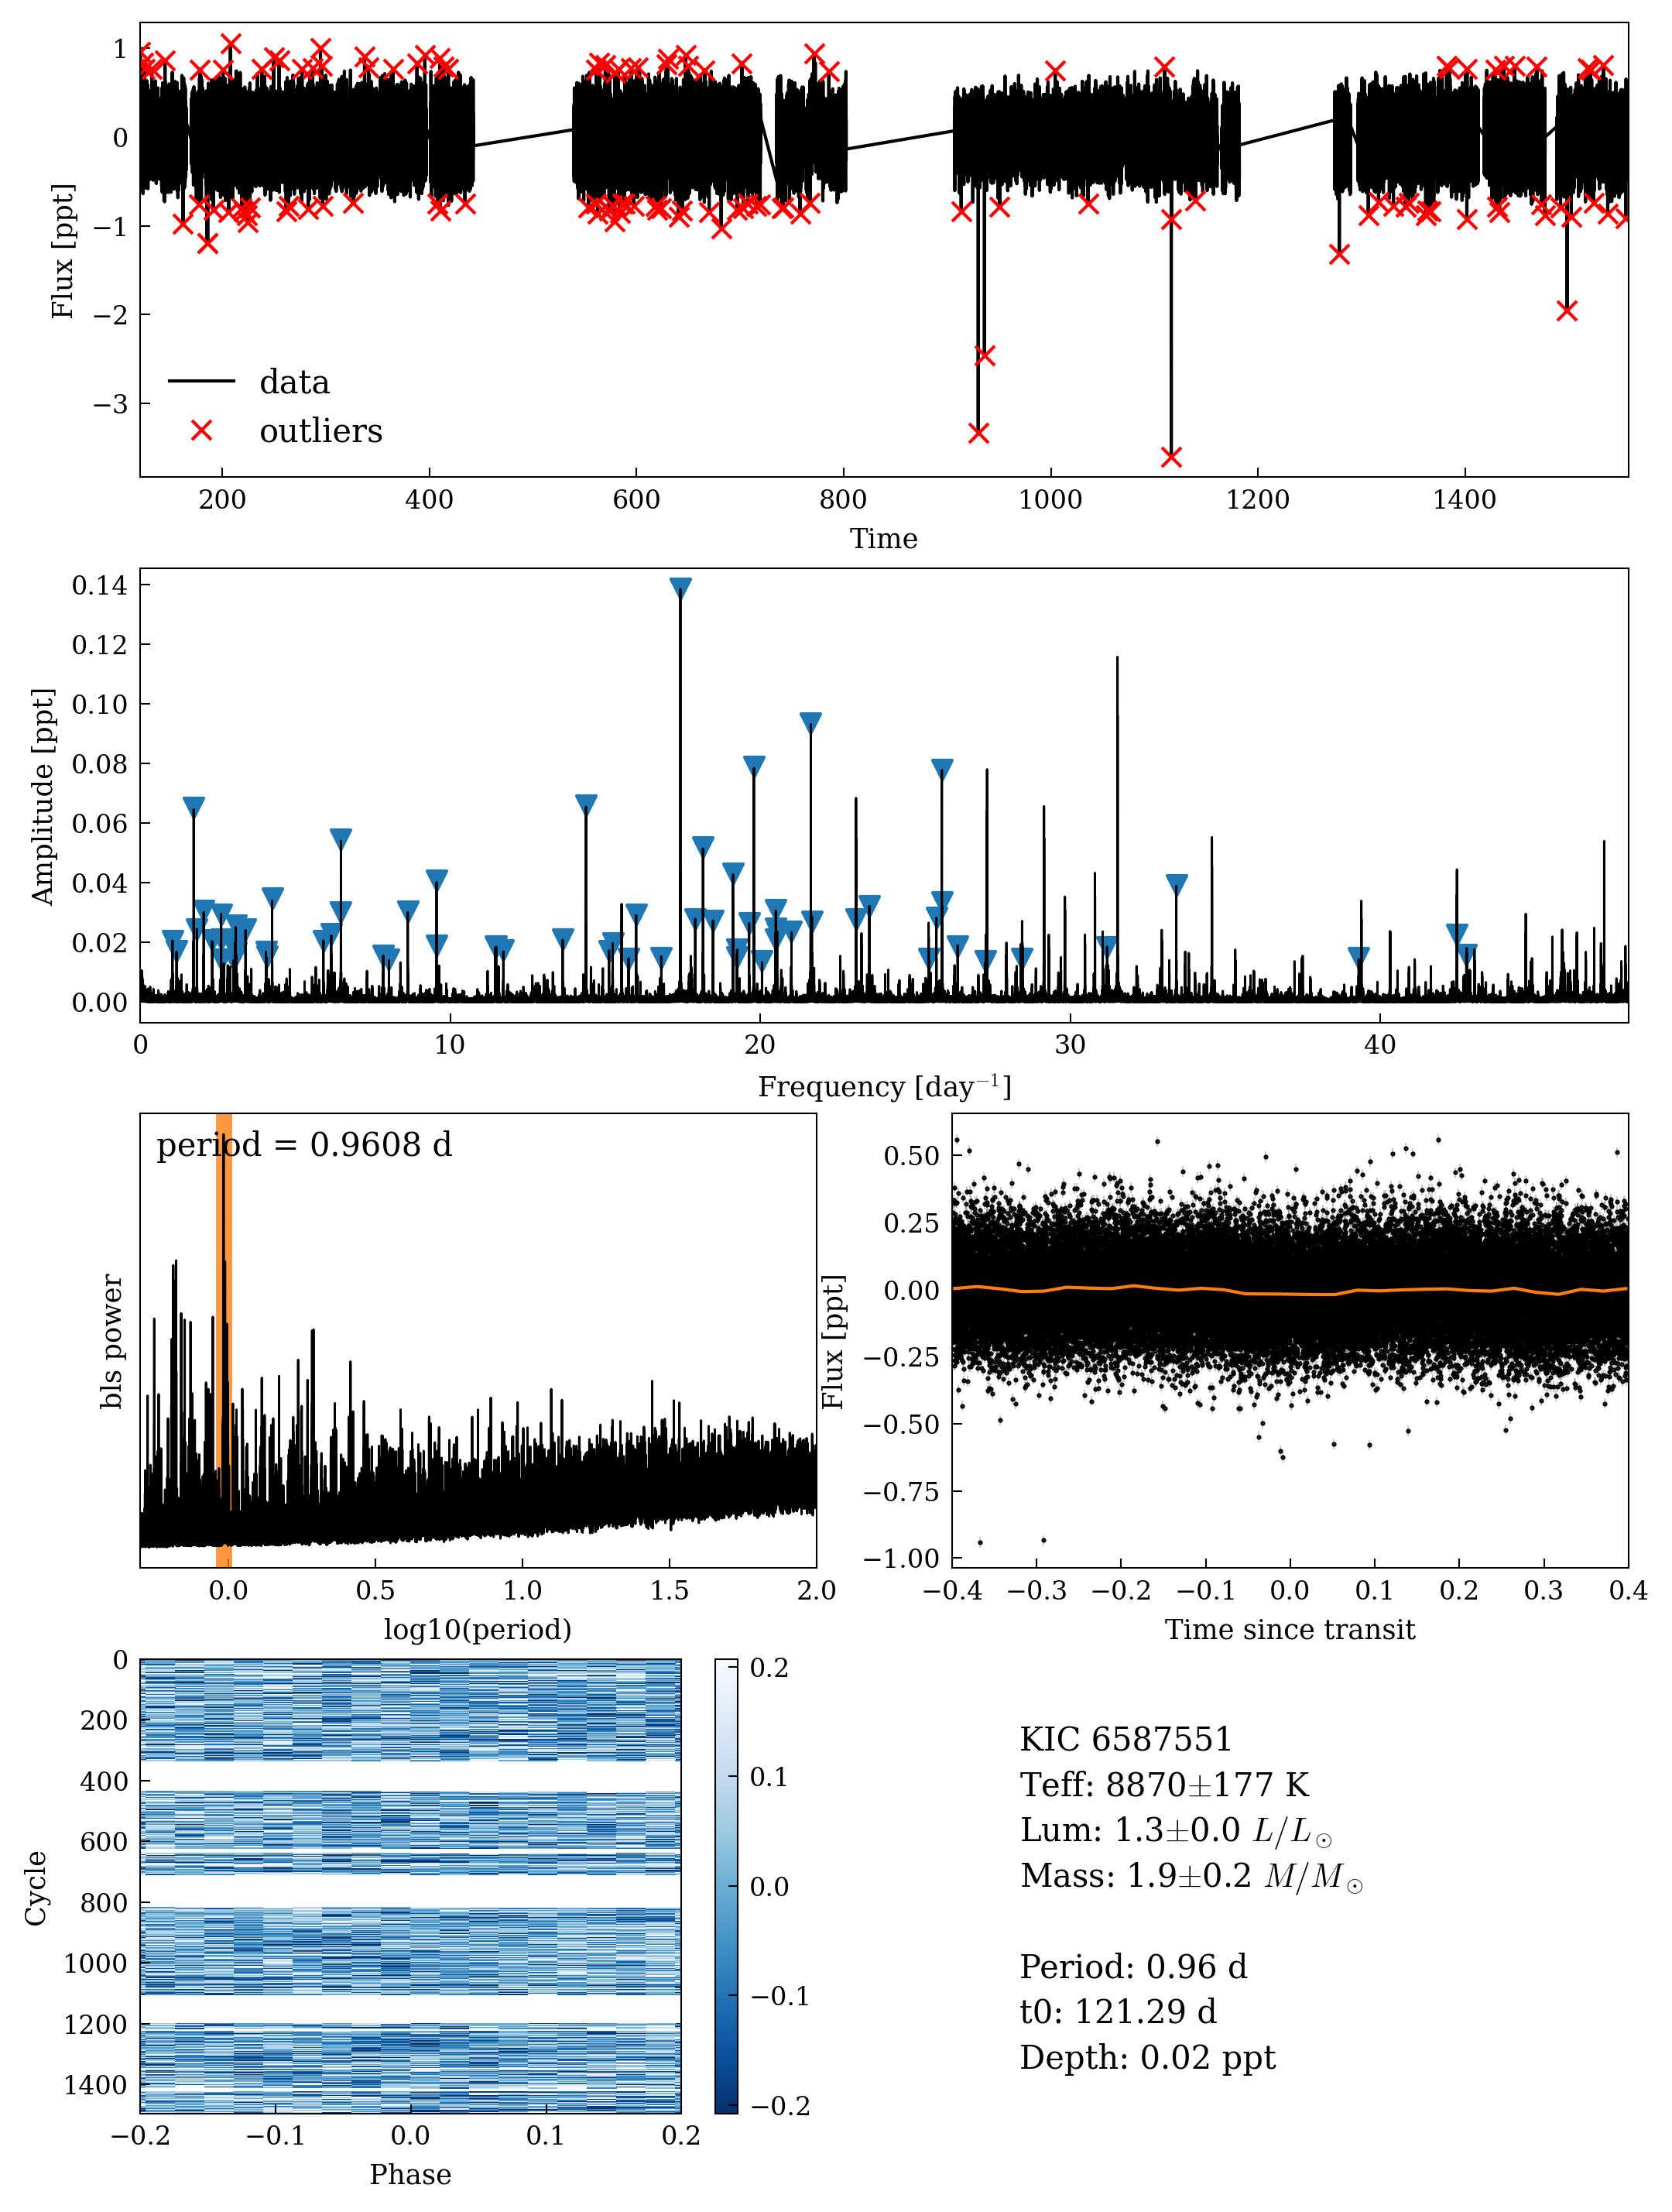 1
0
−1
−2
−3
Flux [ppt]
data
outliers
200 400 600 800 1000 1200 1400
Time
0.14
0.12
0.10
0.08
0.06
0.04
0.02
0.00
Amplitude [ppt]
0 10 20 30 40
Frequency [day⁻¹]
period = 0.9608 d
bls power
0.0 0.5 1.0 1.5 2.0
log10(period)
0.50
0.25
0.00
−0.25
−0.50
−0.75
−1.00
Flux [ppt]
−0.4 −0.3 −0.2 −0.1 0.0 0.1 0.2 0.3 0.4
Time since transit
0
200
400
600
800
1000
1200
1400
Cycle
−0.2 −0.1 0.0 0.1 0.2
Phase
0.2
0.1
0.0
−0.1
−0.2
KIC 6587551
Teff: 8870±177 K
Lum: 1.3±0.0 L/L☉
Mass: 1.9±0.2 M/M☉
Period: 0.96 d
t0: 121.29 d
Depth: 0.02 ppt